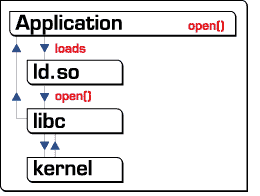 Application open()
loads
ld.so
open()
libc
kernel